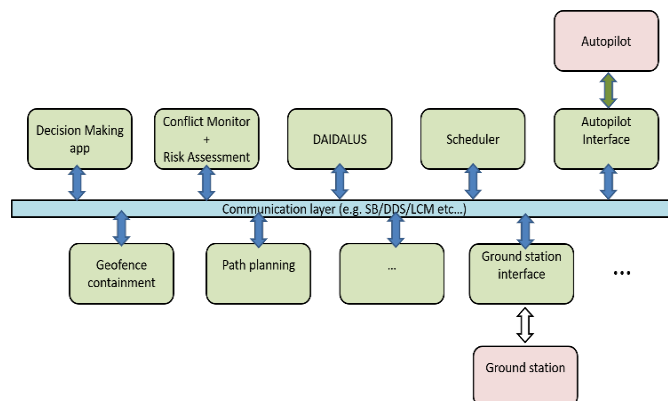 Autopilot
Decision Making
app
Conflict Monitor
+
Risk Assessment
DAIDALUS
Scheduler
Autopilot
Interface
Communication layer (e.g. SB/DDS/LCM etc...)
Geofence
containment
Path planning
...
Ground station
interface
...
Ground station